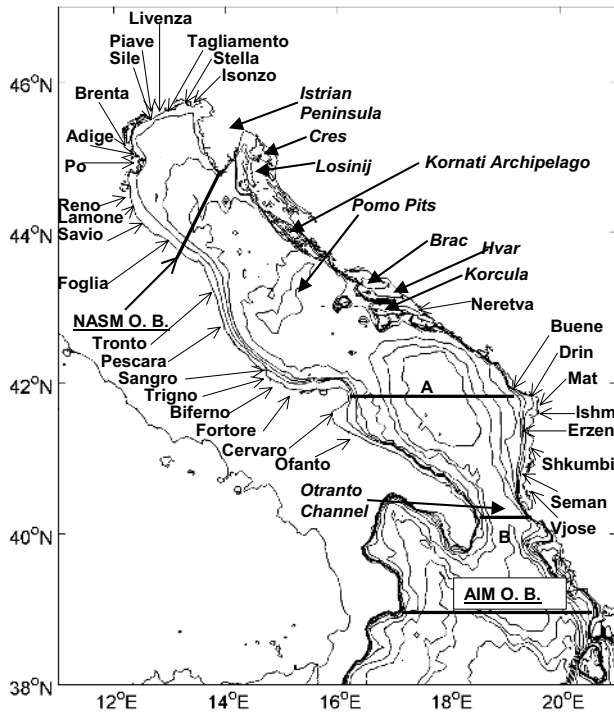 Livenza
Piave
Tagliamento
Sile
Stella
Isonzo
46°N
Brenta
Istrian
Peninsula
Cres
Adige
Losinij
Kornati Archipelago
Po
Pomo Pits
Reno
Lamone
44°N
Savio
Brac
Hvar
Korcula
Foglia
Neretva
NASM O. B.
Tronto
Buene
Pescara
Drin
Sangro
Mat
42°N
Trigno
A
Biferno
Ishm
Fortore
Erzen
Cervaro
Ofanto
Shkumbi
Otranto
Channel
Seman
40°N
B
Vjose
AIM O. B.
38°N
12°E
14°E
16°E
18°E
20°E